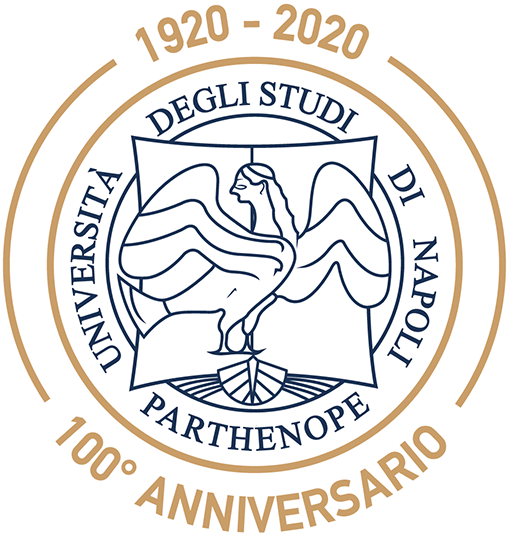 1920 - 2020
UNIVERSITÀ DEGLI STUDI DI NAPOLI
PARTHENOPE
100° ANNIVERSARIO